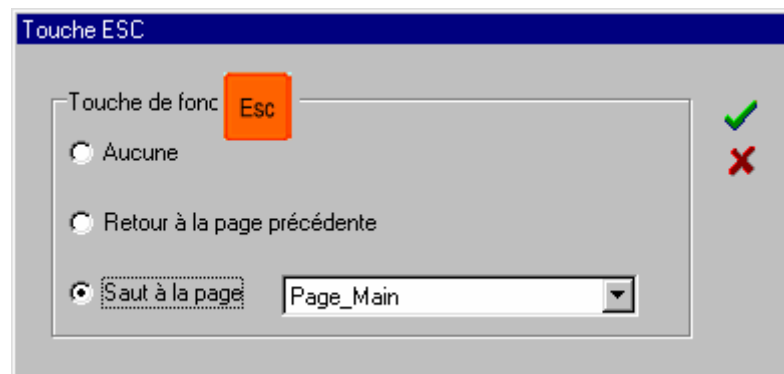 Touche ESC
Touche de fonc Esc
Aucune
Retour à la page précédente
Saut à la page Page_Main